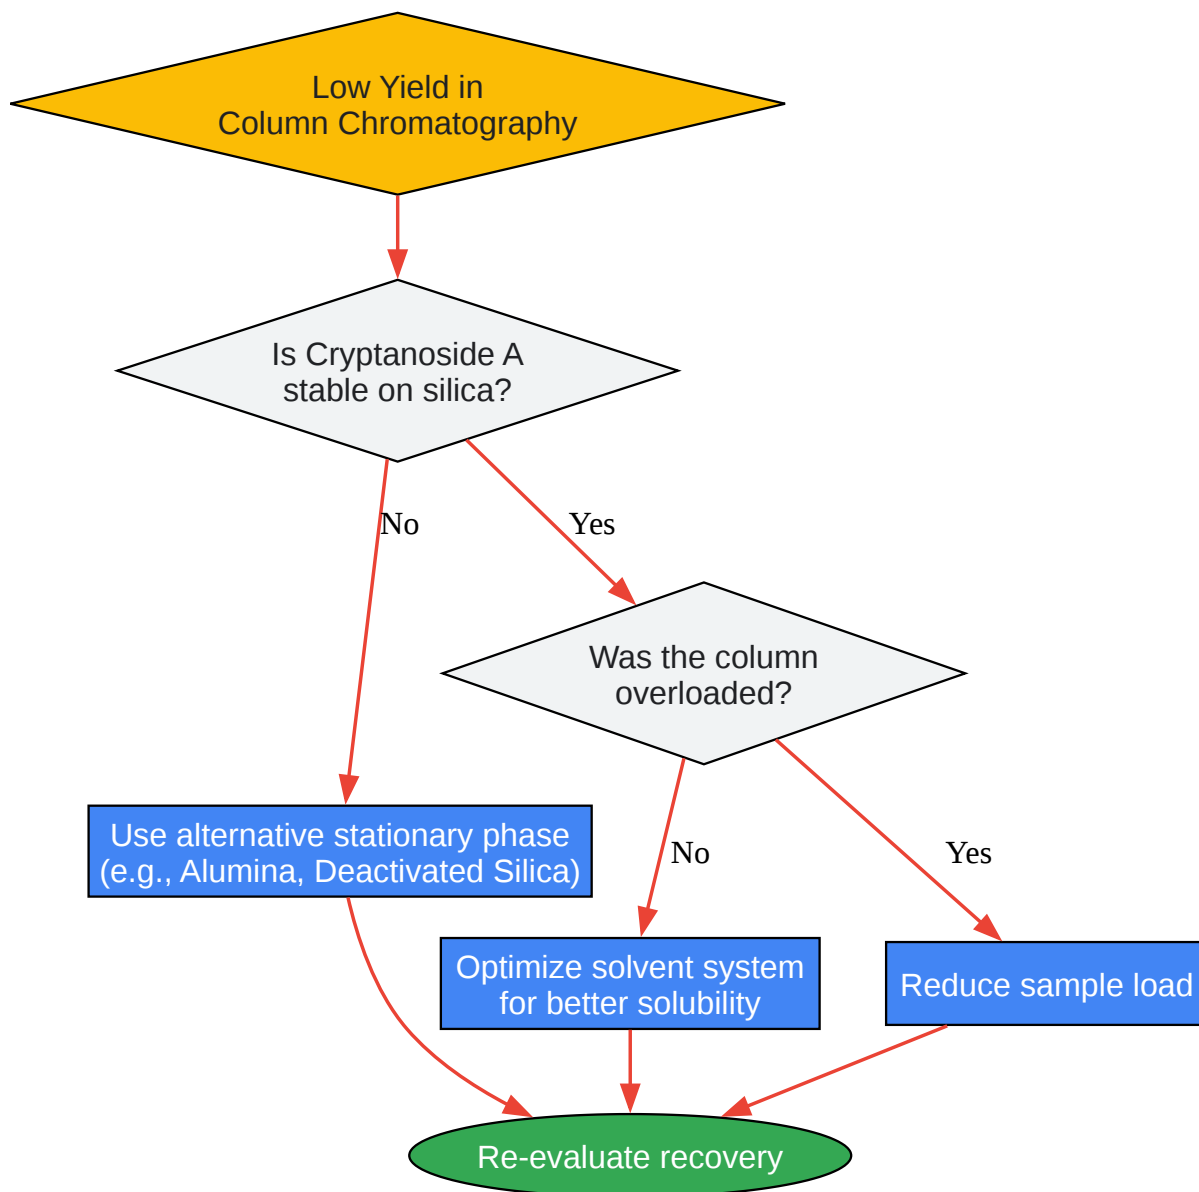 Low Yield in
Column Chromatography
Is Cryptanoside A
stable on silica?
No
Yes
Was the column
overloaded?
Use alternative stationary phase
(e.g., Alumina, Deactivated Silica)
No
Yes
Optimize solvent system
for better solubility
Reduce sample load
Re-evaluate recovery